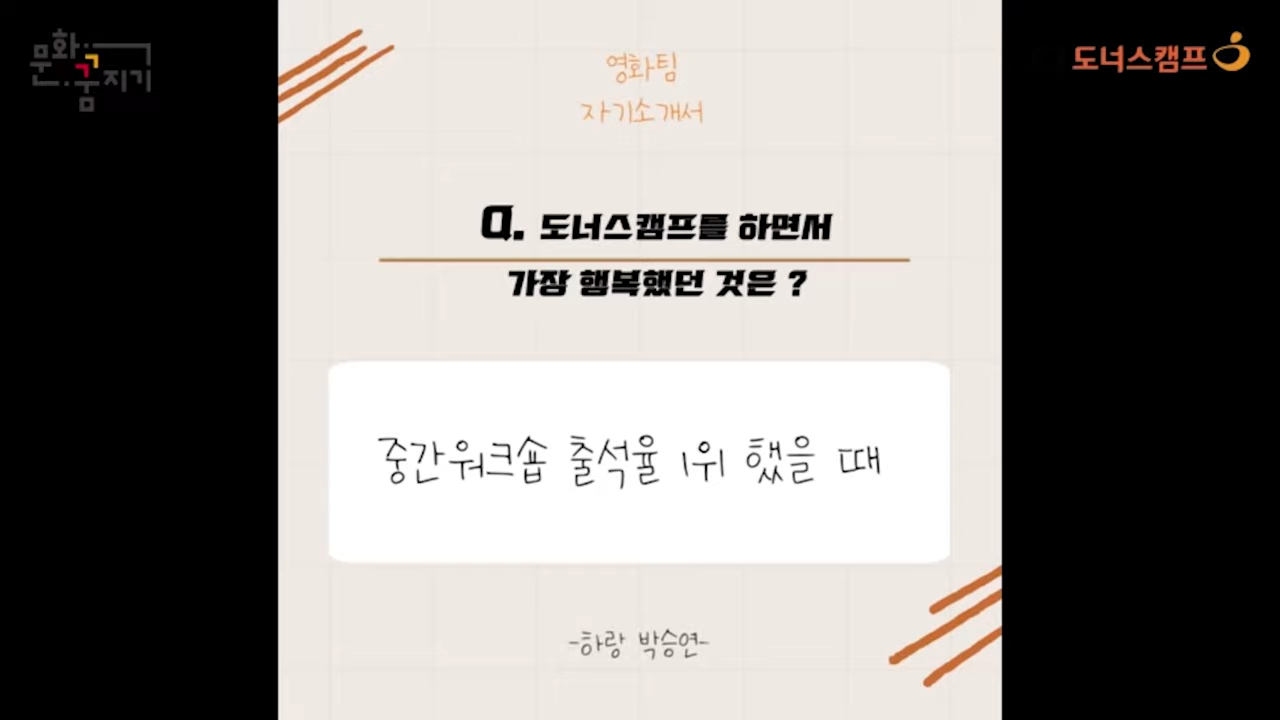 문화
꿈지기
도너스캠프
영화팀
자기소개서
Q. 도너스캠프를 하면서
가장 행복했던 것은 ?
중간워크숍 출석율 1위 했을 때
-하랑 박승연-